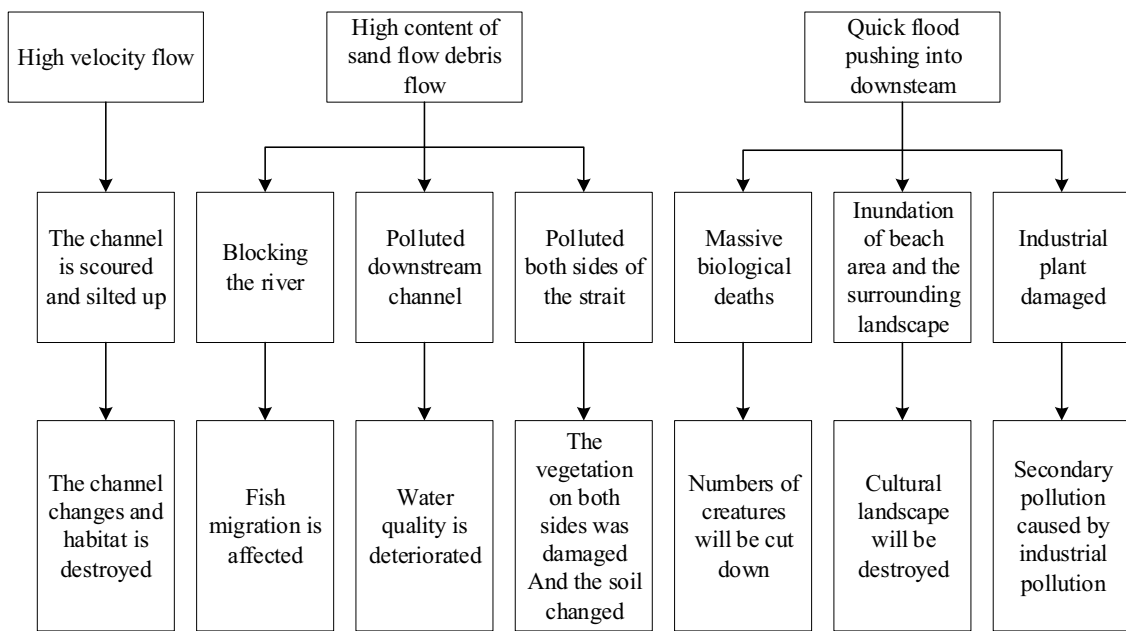 High velocity flow
High content of
sand flow debris
flow
Quick flood
pushing into
downsteam
The channel
is scoured
and silted up
Blocking
the river
Polluted
downstream
channel
Polluted
both sides of
the strait
Massive
biological
deaths
Inundation
of beach
area and the
surrounding
landscape
Industrial
plant
damaged
The channel
changes and
habitat is
destroyed
Fish
migration is
affected
Water
quality is
deteriorated
The
vegetation
on both
sides was
damaged
And the soil
changed
Numbers of
creatures
will be cut
down
Cultural
landscape
will be
destroyed
Secondary
pollution
caused by
industrial
pollution